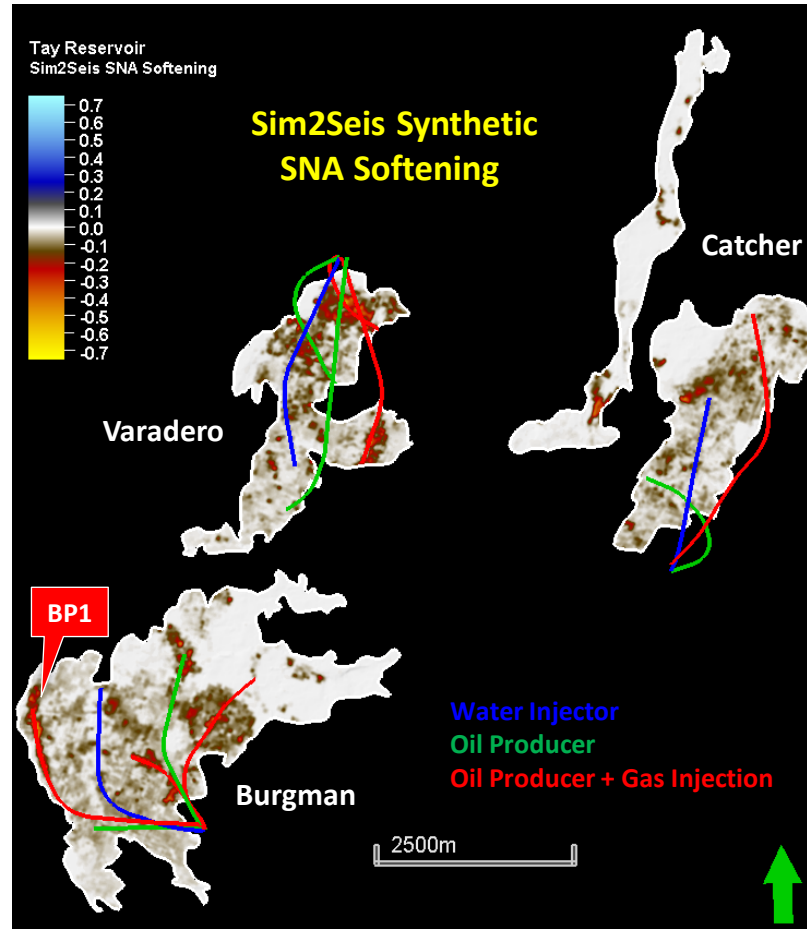 Tay Reservoir
Sim2Seis SNA Softening
0.7
0.6
0.5
0.4
0.3
0.2
0.1
0.0
-0.1
-0.2
-0.3
-0.4
-0.5
-0.6
-0.7
Sim2Seis Synthetic
SNA Softening
Catcher
Varadero
BP1
Burgman
Water Injector
Oil Producer
Oil Producer + Gas Injection
2500m